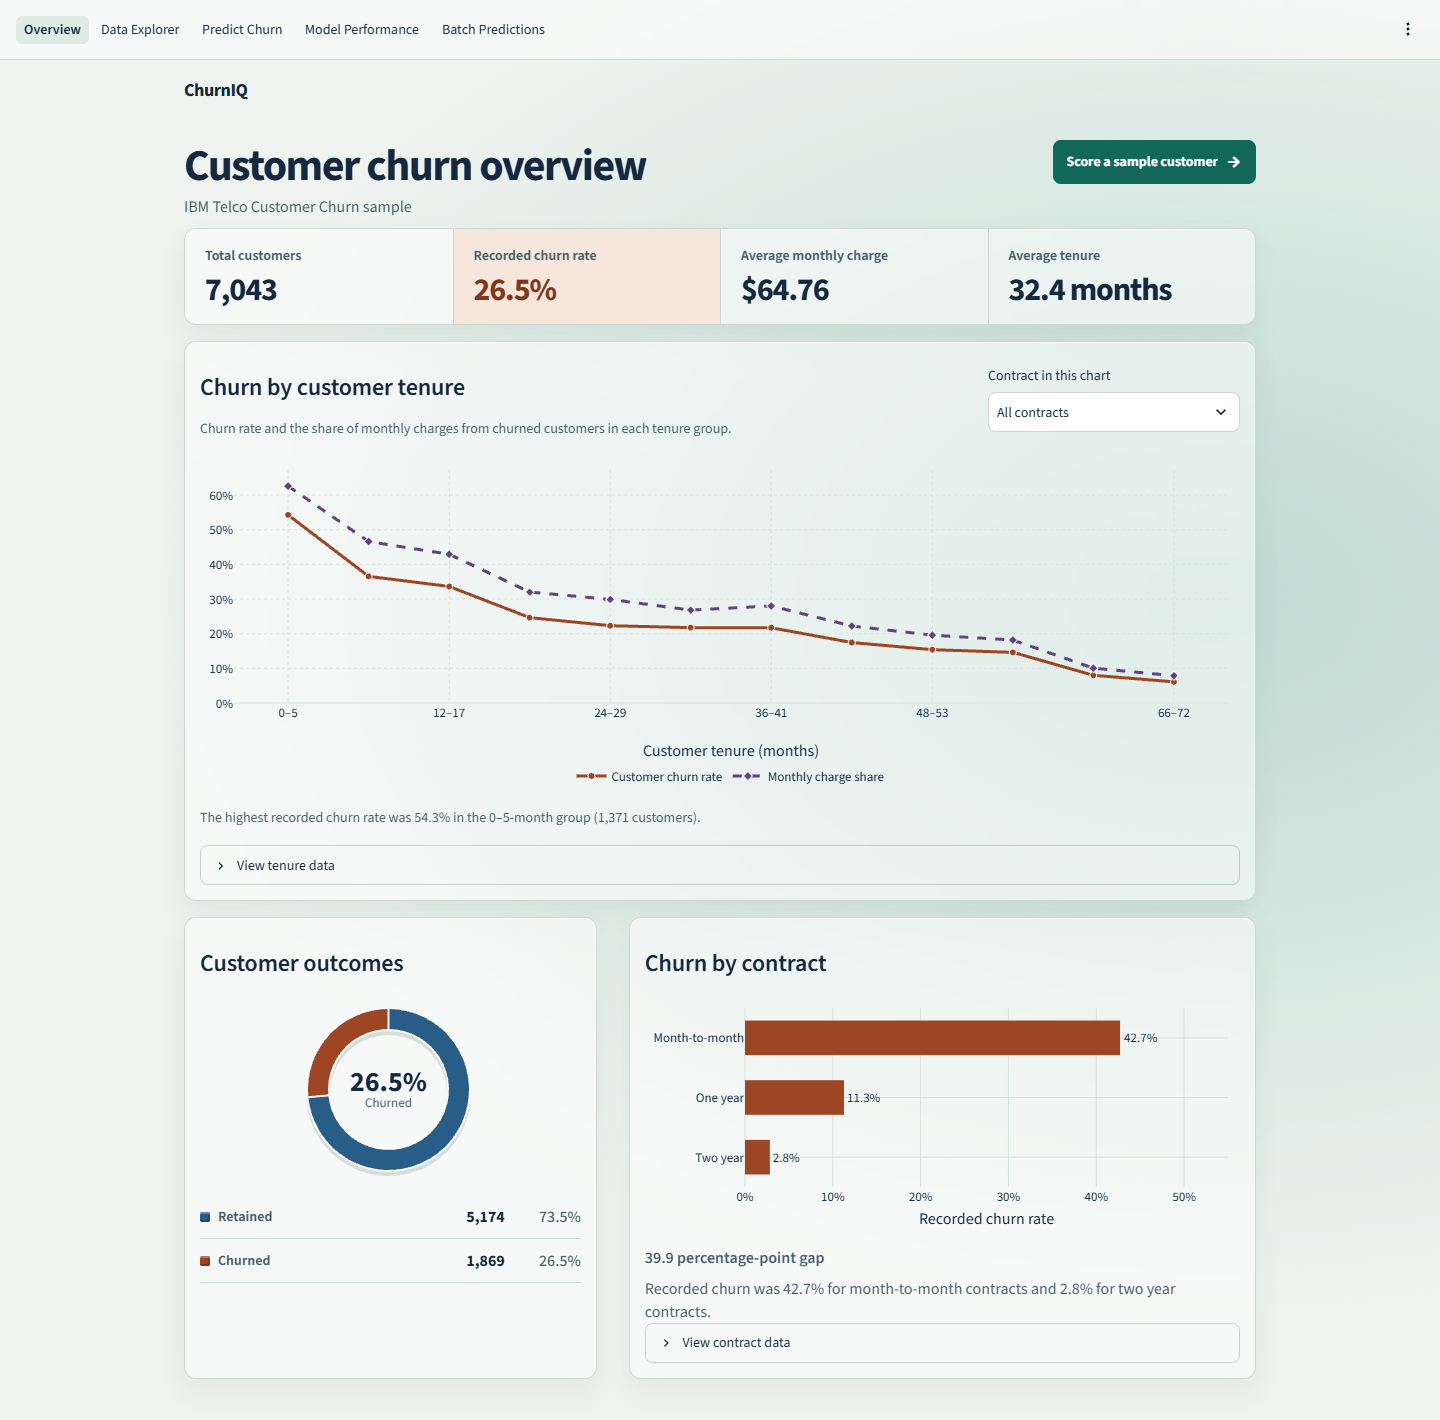 Overview Data Explorer Predict Churn Model Performance Batch Predictions
ChurnIQ
Customer churn overview
Score a sample customer →
IBM Telco Customer Churn sample
Total customers
7,043
Recorded churn rate
26.5%
Average monthly charge
$64.76
Average tenure
32.4 months
Churn by customer tenure
Contract in this chart
All contracts
Churn rate and the share of monthly charges from churned customers in each tenure group.
60%
50%
40%
30%
20%
10%
0%
0–5 12–17 24–29 36–41 48–53 66–72
Customer tenure (months)
Customer churn rate Monthly charge share
The highest recorded churn rate was 54.3% in the 0–5-month group (1,371 customers).
View tenure data
Customer outcomes
26.5%
Churned
Retained 5,174 73.5%
Churned 1,869 26.5%
Churn by contract
Month-to-month 42.7%
One year 11.3%
Two year 2.8%
0% 10% 20% 30% 40% 50%
Recorded churn rate
39.9 percentage-point gap
Recorded churn was 42.7% for month-to-month contracts and 2.8% for two year
contracts.
View contract data